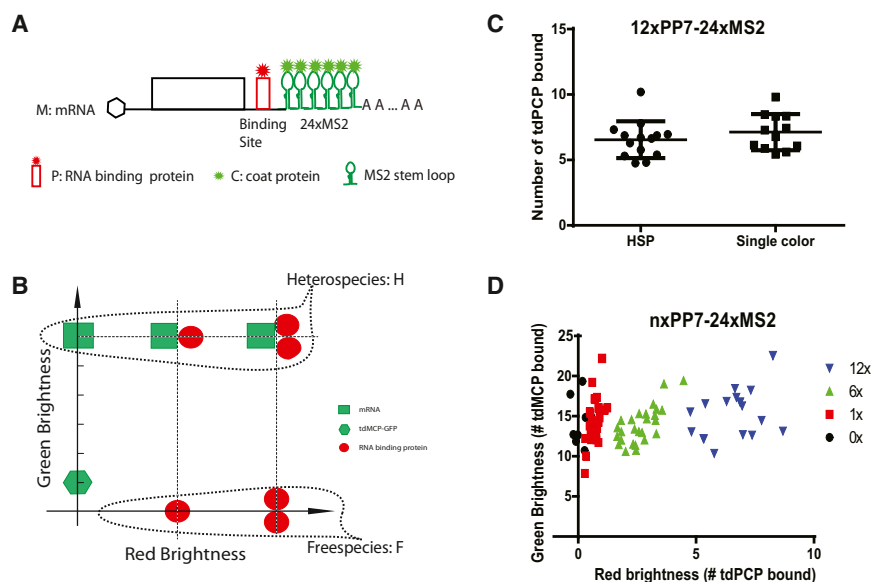 A
M: mRNA
A A ... A A
Binding Site
24xMS2
P: RNA binding protein
C: coat protein
MS2 stem loop
B
Heterospecies: H
Green Brightness
mRNA
tdMCP-GFP
RNA binding protein
Red Brightness
Freespecies: F
C
12xPP7-24xMS2
Number of tdPCP bound
15
10
5
0
HSP
Single color
D
nxPP7-24xMS2
Green Brightness (# tdMCP bound)
25
20
15
10
5
0
10
Red brightness (# tdPCP bound)
12x
6x
1x
0x